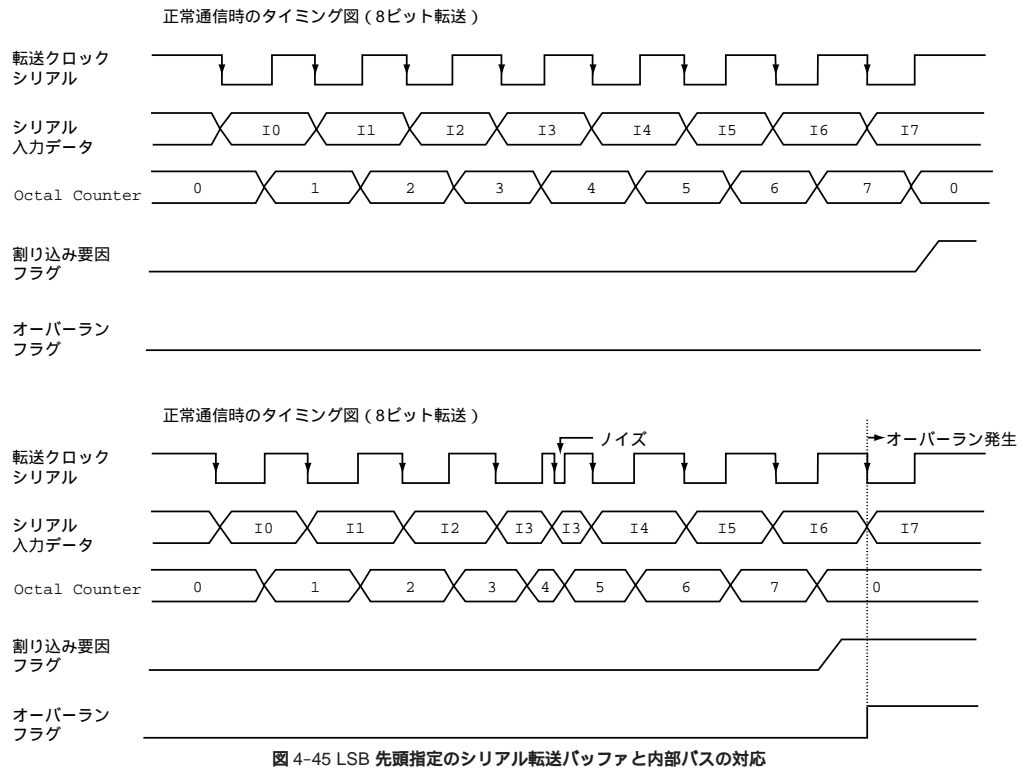 正常通信時のタイミング図(8ビット転送)
転送クロック
シリアル
シリアル
入力データ
I0 I1 I2 I3 I4 I5 I6 I7
Octal Counter 0 1 2 3 4 5 6 7 0
割り込み要因
フラグ
オーバーラン
フラグ
正常通信時のタイミング図(8ビット転送)
ノイズ
オーバーラン発生
転送クロック
シリアル
シリアル
入力データ
I0 I1 I2 I3 I3 I4 I5 I6 I7
Octal Counter 0 1 2 3 4 5 6 7 0
割り込み要因
フラグ
オーバーラン
フラグ
図 4-45 LSB 先頭指定のシリアル転送バッファと内部バスの対応